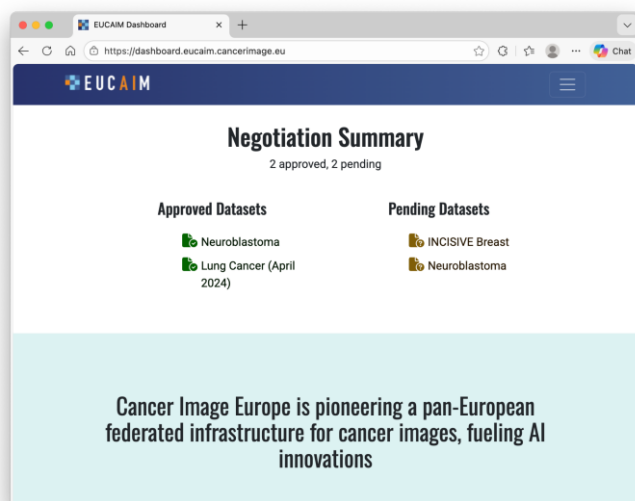 EUCAIM Dashboard
https://dashboard.eucaim.cancerimage.eu
Chat
EUCAIM
Negotiation Summary
2 approved, 2 pending
Approved Datasets
Neuroblastoma
Lung Cancer (April
2024)
Pending Datasets
INCISIVE Breast
Neuroblastoma
Cancer Image Europe is pioneering a pan-European
federated infrastructure for cancer images, fueling AI
innovations